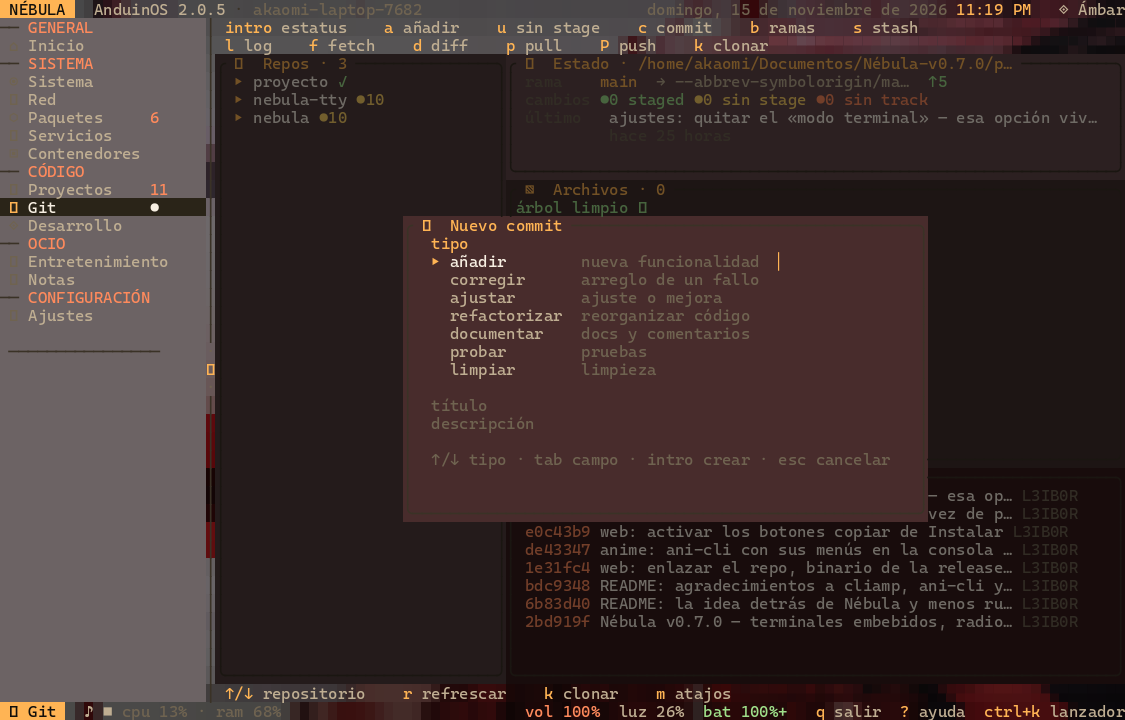 NÉBULA AnduinOS 2.0.5 · akaomi-laptop-7682 domingo, 15 de noviembre de 2026 11:19 PM Ámbar
GENERAL
Inicio
SISTEMA
Sistema
Red
Paquetes 6
Servicios
Contenedores
CÓDIGO
Proyectos 11
Git
Desarrollo
OCIO
Entretenimiento
Notas
CONFIGURACIÓN
Ajustes
intro estatus a añadir u sin stage c commit b ramas s stash
l log f fetch d diff p pull P push k clonar
Repos · 3
▸ proyecto ✓
▸ nebula-tty ●10
▸ nebula ●10
Estado · /home/akaomi/Documentos/Nébula-v0.7.0/p…
rama main → --abbrev-symbolorigin/ma… ↑5
cambios ●0 staged ●0 sin stage ●0 sin track
último ajustes: quitar el «modo terminal» — esa opción viv…
hace 25 horas
Archivos · 0
árbol limpio
Nuevo commit
tipo
▸ añadir nueva funcionalidad
corregir arreglo de un fallo
ajustar ajuste o mejora
refactorizar reorganizar código
documentar docs y comentarios
probar pruebas
limpiar limpieza
título
descripción
↑/↓ tipo · tab campo · intro crear · esc cancelar
— esa op… L3IB0R
vez de p… L3IB0R
e0c43b9 web: activar los botones copiar de Instalar L3IB0R
de43347 anime: ani-cli con sus menús en la consola … L3IB0R
1e31fc4 web: enlazar el repo, binario de la release… L3IB0R
bdc9348 README: agradecimientos a cliamp, ani-cli y… L3IB0R
6b83d40 README: la idea detrás de Nébula y menos ru… L3IB0R
2bd919f Nébula v0.7.0 — terminales embebidos, radio… L3IB0R
↑/↓ repositorio r refrescar k clonar m atajos
Git ♪ ■ cpu 13% · ram 68% vol 100% luz 26% bat 100%+ q salir ? ayuda ctrl+k lanzador